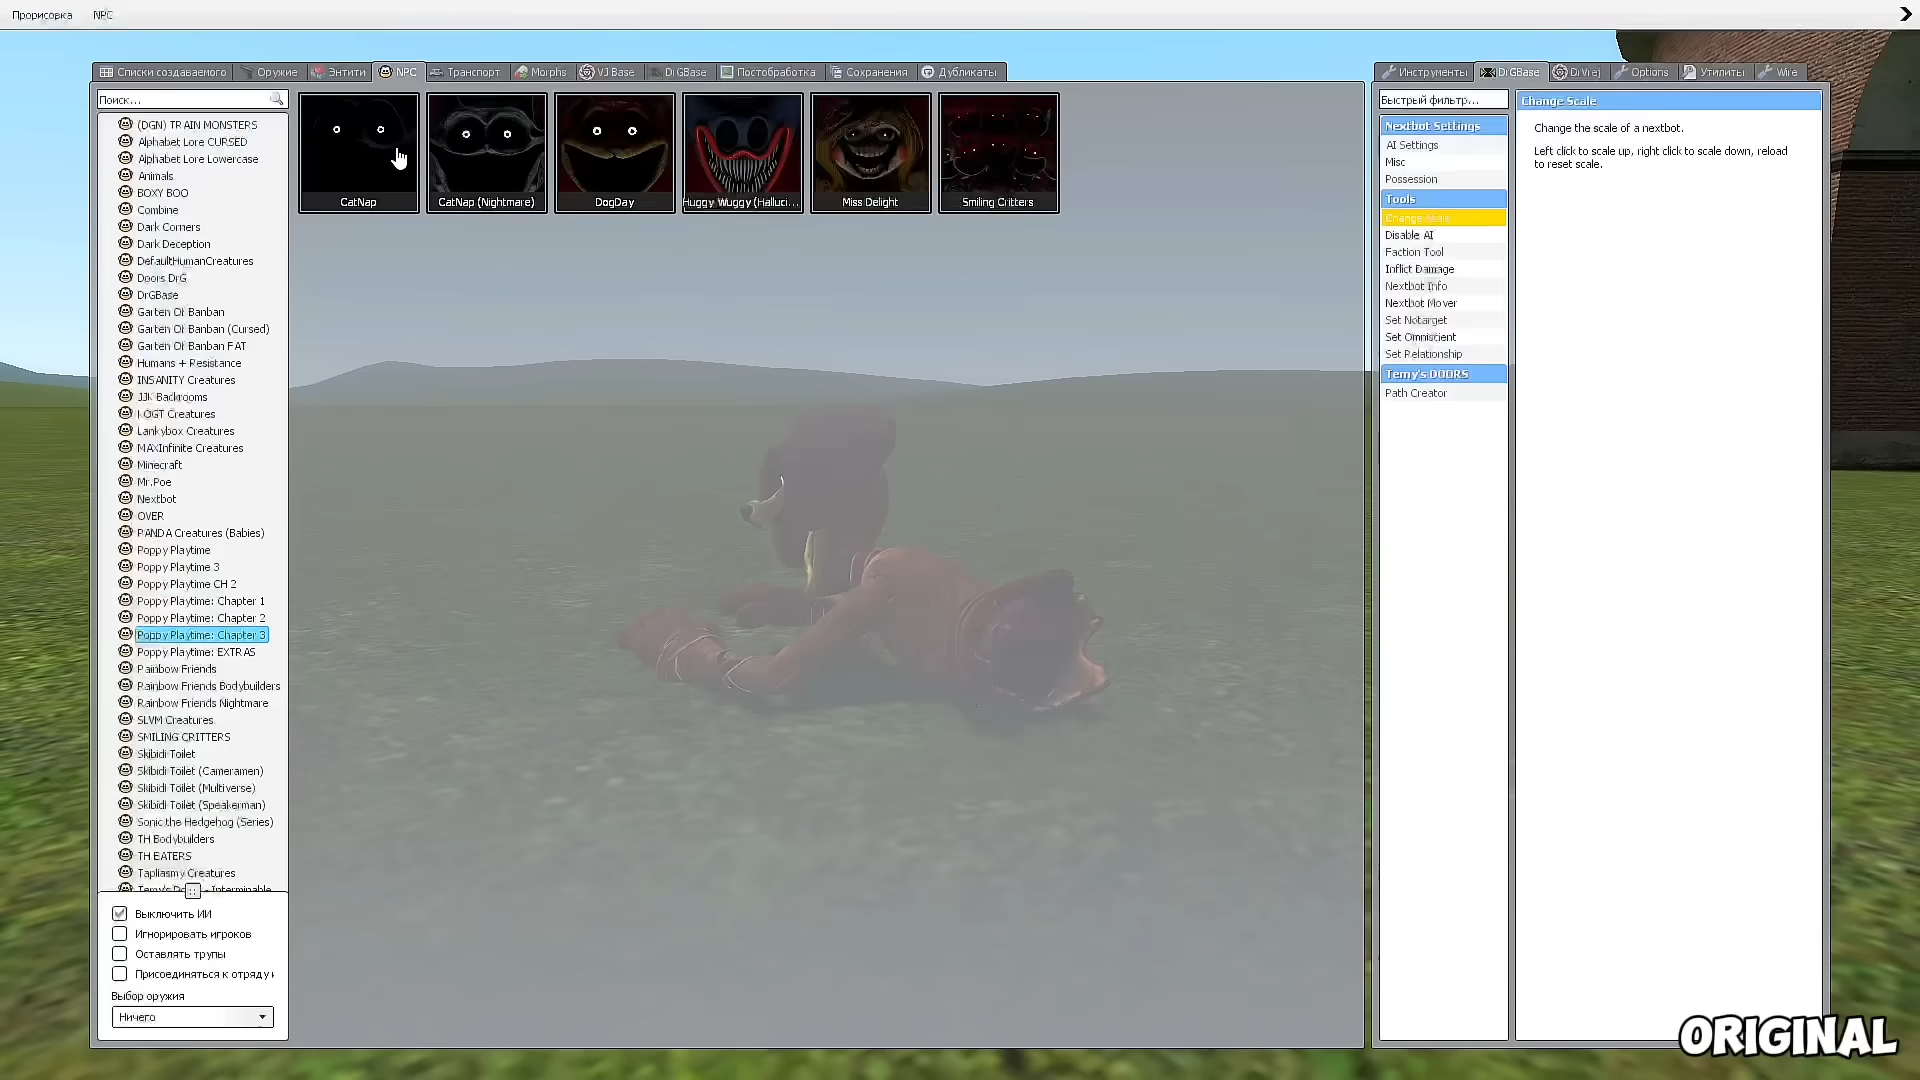 Прорисовка NPC
Списки создаваемого Оружие Энтити NPC Транспорт Morphs VJ Base DrGBase Постобработка Сохранения Дубликаты
Инструменты DrGBase DrVrej Options Утилиты Wire
Поиск...
(DGN) TRAIN MONSTERS
Alphabet Lore CURSED
Alphabet Lore Lowercase
Animals
BOXY BOO
Combine
Dark Corners
Dark Deception
DefaultHumanCreatures
Doors DrG
DrGBase
Garten Of Banban
Garten Of Banban (Cursed)
Garten Of Banban FAT
Humans + Resistance
INSANITY Creatures
JJK Backrooms
Creatures
Lankybox Creatures
MAXInfinite Creatures
Minecraft
Mr.Poe
Nextbot
OVER
PANDA Creatures (Babies)
Poppy Playtime
Poppy Playtime 3
Poppy Playtime CH 2
Poppy Playtime: Chapter 1
Poppy Playtime: Chapter 2
Poppy Playtime: Chapter 3
Poppy Playtime: EXTRAS
Rainbow Friends
Rainbow Friends Bodybuilders
Rainbow Friends Nightmare
SLVM Creatures
SMILING CRITTERS
Skibidi Toilet
Skibidi Toilet (Cameramen)
Skibidi Toilet (Multiverse)
Skibidi Toilet (Speakerman)
Sonic the Hedgehog (Series)
TH Bodybuilders
TH EATERS
Tapliasmy Creatures
Interminable
Выключить ИИ
Игнорировать игроков
Оставлять трупы
Присоединяться к отряду
Выбор оружия
Ничего
CatNap
CatNap (Nightmare)
DogDay
Huggy Wuggy (Halluci...
Miss Delight
Smiling Critters
Быстрый фильтр...
Nextbot Settings
AI Settings
Misc
Possession
Tools
Change Scale
Disable AI
Faction Tool
Inflict Damage
Nextbot Info
Nextbot Mover
Set Notarget
Set Omniscient
Set Relationship
Temy's DOORS
Path Creator
Change Scale
Change the scale of a nextbot.
Left click to scale up, right click to scale down, reload
to reset scale.
ORIGINAL